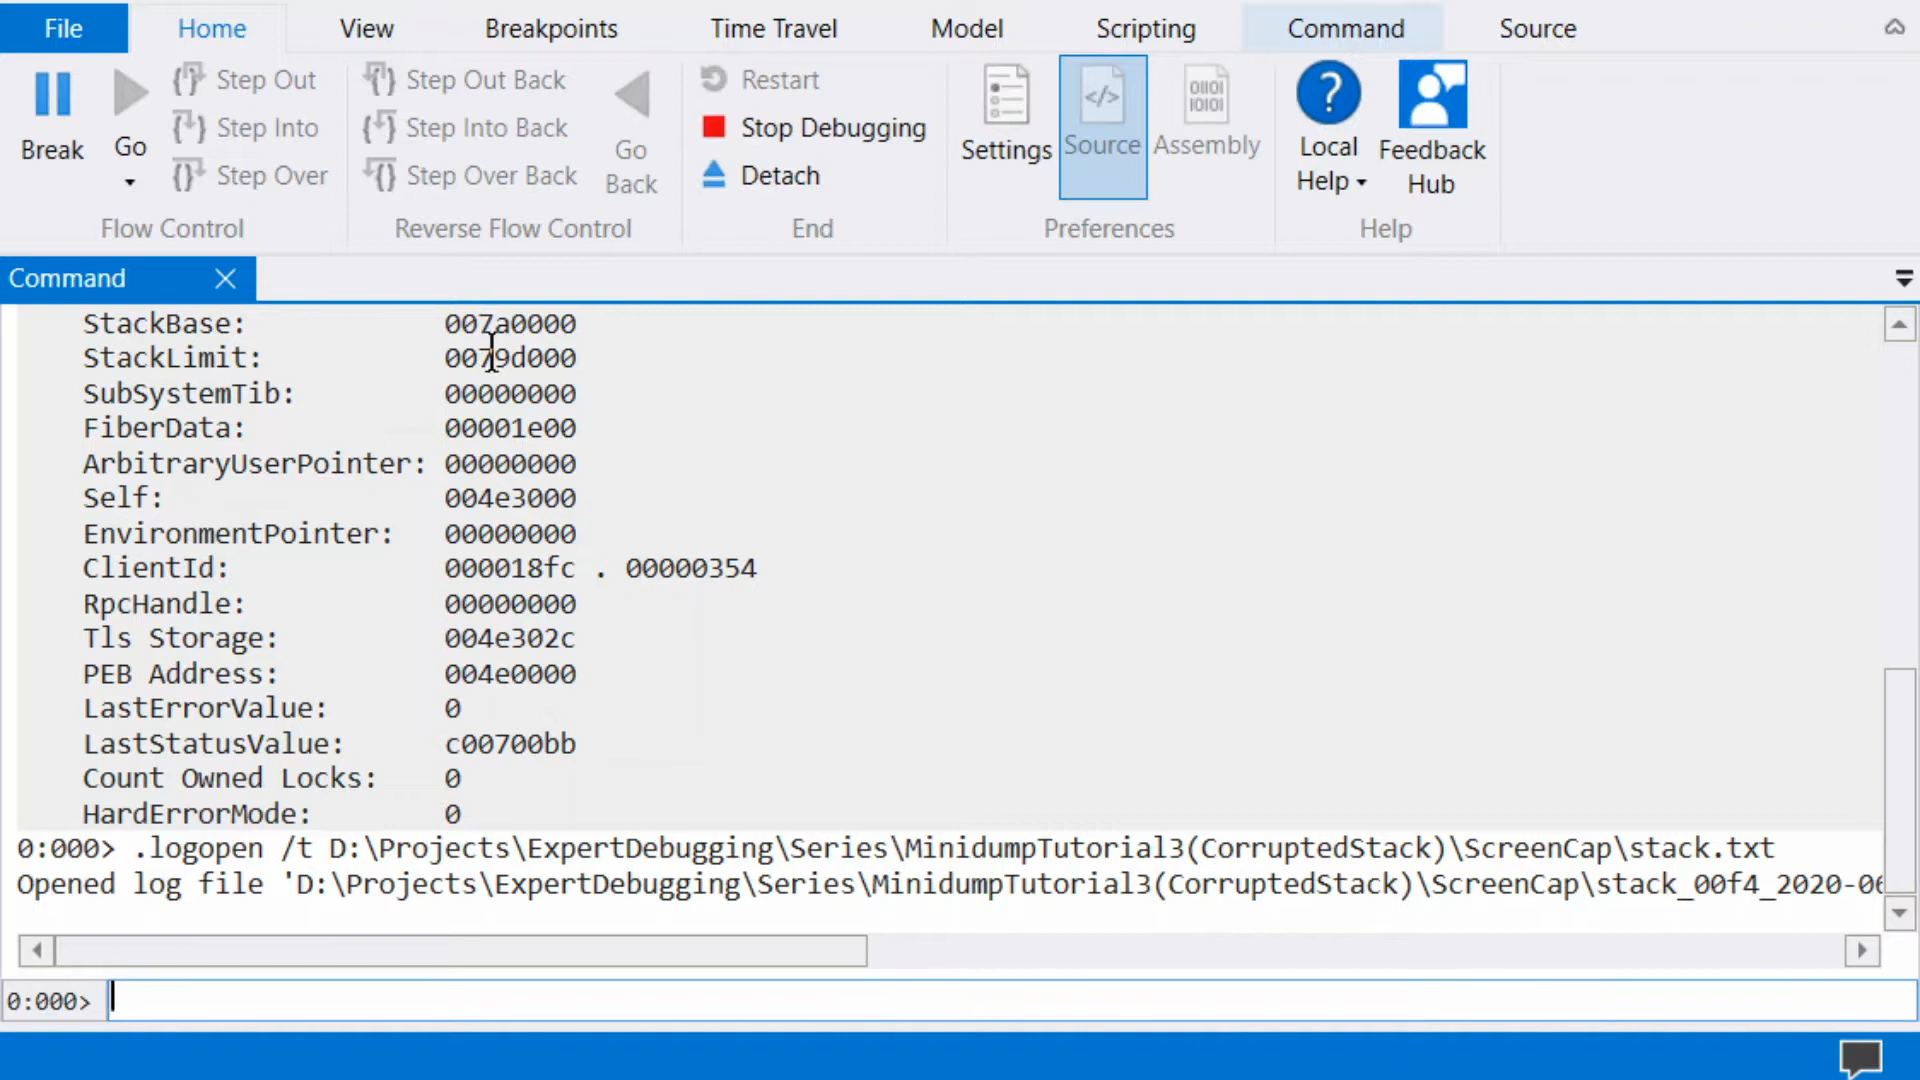 File Home View Breakpoints Time Travel Model Scripting Command Source
Break
Go
Step Out
Step Into
Step Over
Flow Control
Step Out Back
Step Into Back
Step Over Back
Go
Back
Reverse Flow Control
Restart
Stop Debugging
Detach
End
Settings
</>
Source
01101
10101
Assembly
Preferences
?
Local
Help
Feedback
Hub
Help
Command
StackBase: 007a0000
StackLimit: 0079d000
SubSystemTib: 00000000
FiberData: 00001e00
ArbitraryUserPointer: 00000000
Self: 004e3000
EnvironmentPointer: 00000000
ClientId: 000018fc . 00000354
RpcHandle: 00000000
Tls Storage: 004e302c
PEB Address: 004e0000
LastErrorValue: 0
LastStatusValue: c00700bb
Count Owned Locks: 0
HardErrorMode: 0
0:000> .logopen /t D:\Projects\ExpertDebugging\Series\MinidumpTutorial3(CorruptedStack)\ScreenCap\stack.txt
Opened log file 'D:\Projects\ExpertDebugging\Series\MinidumpTutorial3(CorruptedStack)\ScreenCap\stack_00f4_2020-06
0:000>